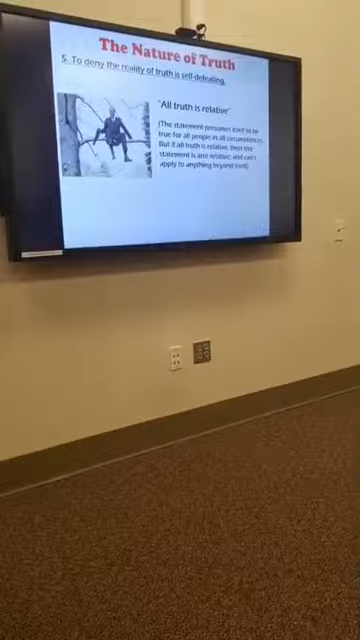 The Nature of Truth
5. To deny the reality of truth is self-defeating.
"All truth is relative"
(The statement presumes itself to be
true for all people in all circumstances.
But if all truth is relative, then this
statement is also relative, and can't
apply to anything beyond itself)